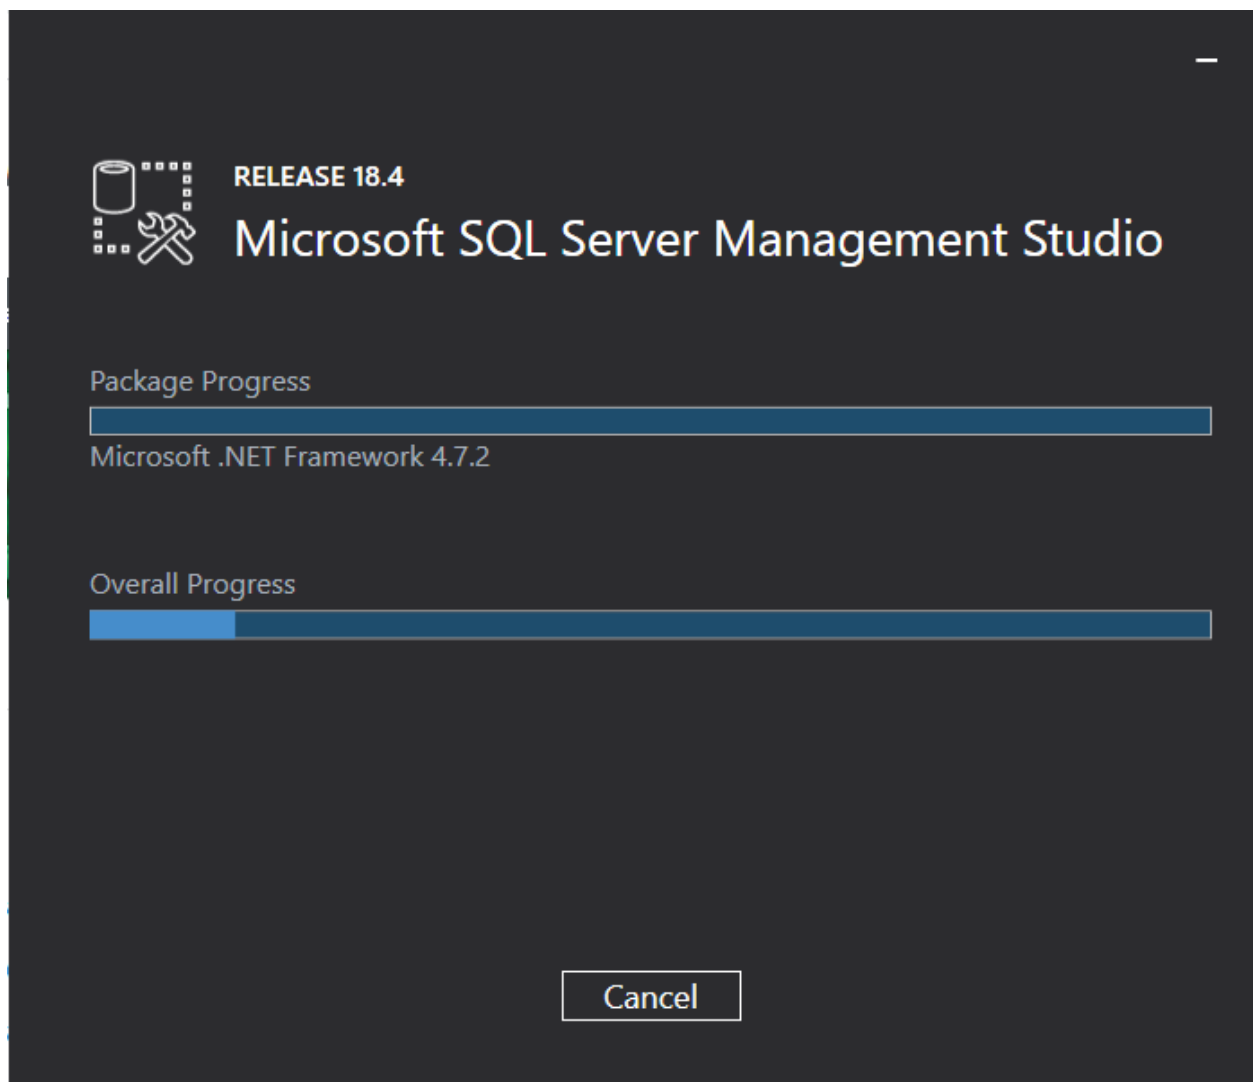 RELEASE 18.4
Microsoft SQL Server Management Studio
Package Progress
Microsoft .NET Framework 4.7.2
Overall Progress
Cancel